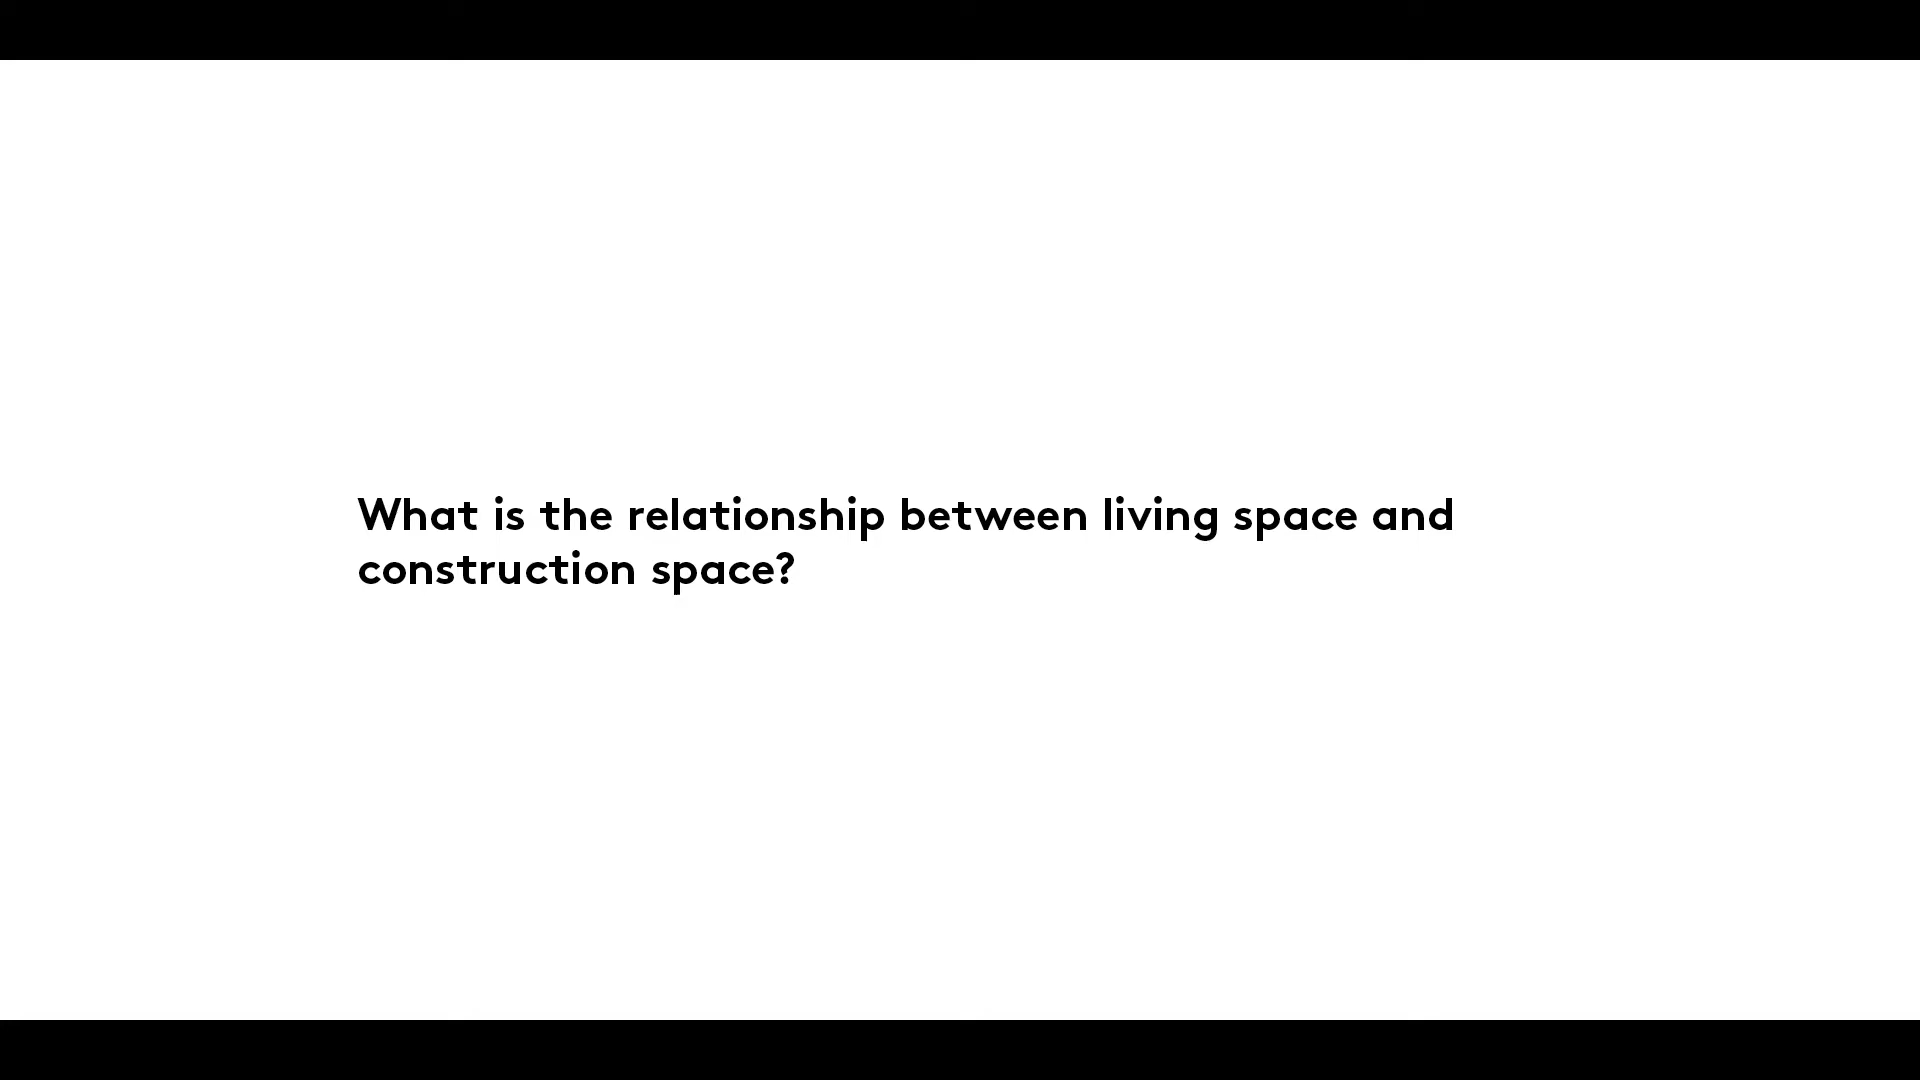 What is the relationship between living space and
construction space?